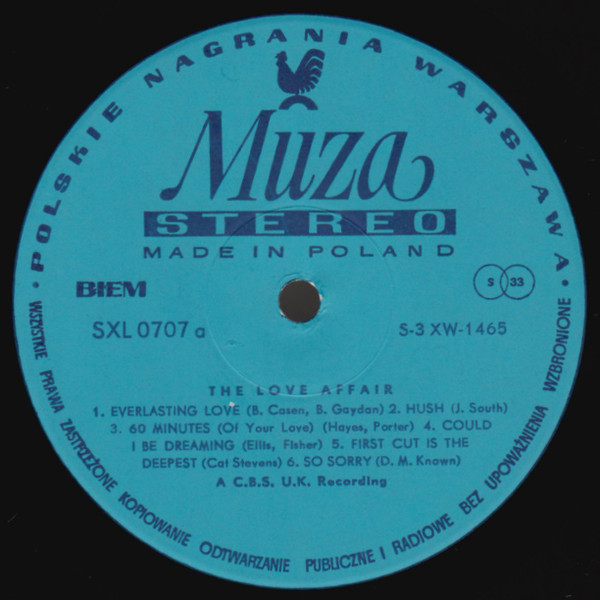 • POLSKIE NAGRANIA WARSZAWA •
Muza
STEREO
MADE IN POLAND
BIEM
S 33
SXL 0707 a
S-3 XW-1465
THE LOVE AFFAIR
1. EVERLASTING LOVE (B. Casen, B. Gaydan) 2. HUSH (J. South)
3. 60 MINUTES (Of Your Love) (Hayes, Porter) 4. COULD
I BE DREAMING (Ellis, Fisher) 5. FIRST CUT IS THE
DEEPEST (Cat Stevens) 6. SO SORRY (D. M. Known)
A C.B.S. U.K. Recording
WSZYSTKIE PRAWA ZASTRZEŻONE KOPIOWANIE ODTWARZANIE PUBLICZNE I RADIOWE BEZ UPOWAŻNIENIA WZBRONIONE